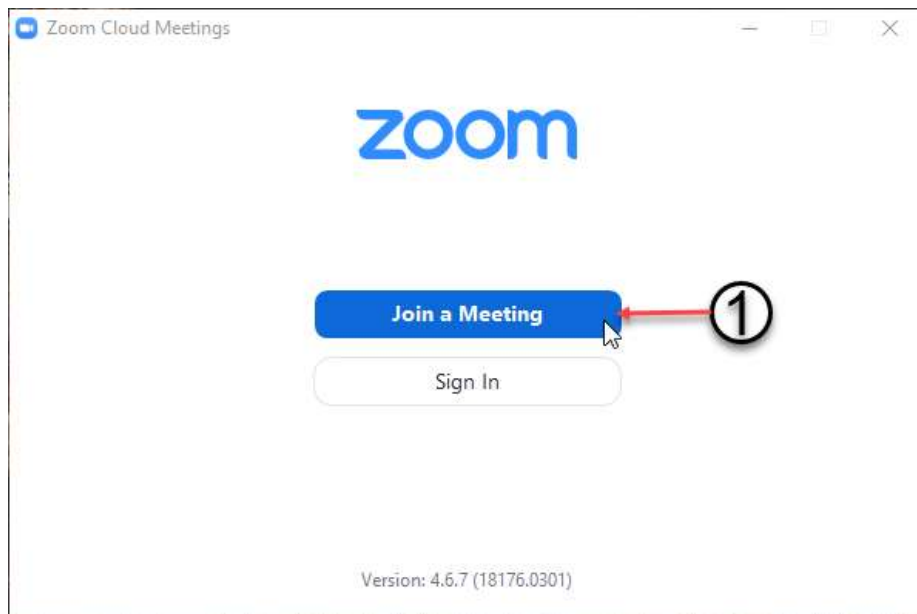 Zoom Cloud Meetings
zoom
Join a Meeting
1
Sign In
Version: 4.6.7 (18176.0301)